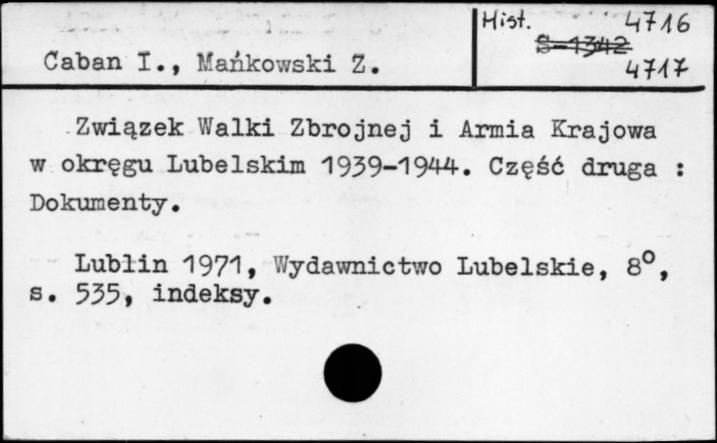 Hist. 4716
S-1342
Caban I., Mańkowski Z.
4717
Związek Walki Zbrojnej i Armia Krajowa
w okręgu Lubelskim 1939-1944. Część druga :
Dokumenty.
Lublin 1971, Wydawnictwo Lubelskie, 8°,
s. 535, indeksy.